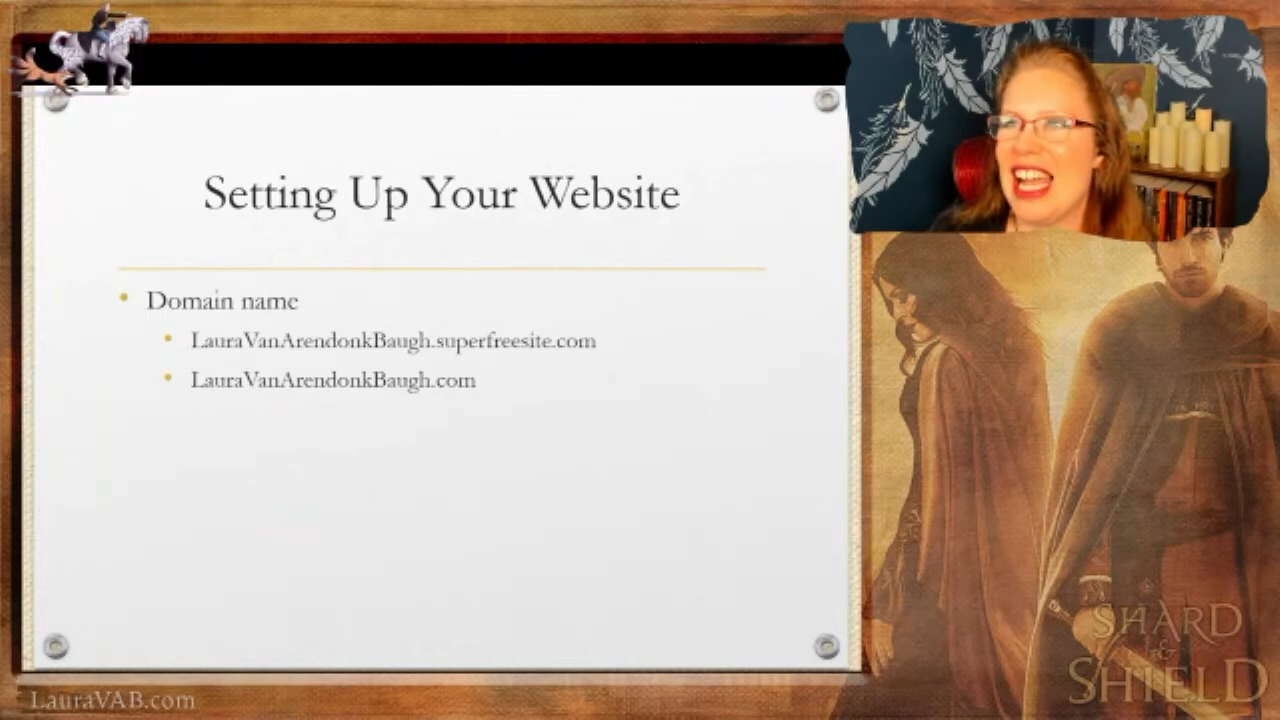 Setting Up Your Website
Domain name
LauraVanArendonkBaugh.superfreesite.com
LauraVanArendonkBaugh.com
SHARD
&
SHIELD
LauraVAB.com